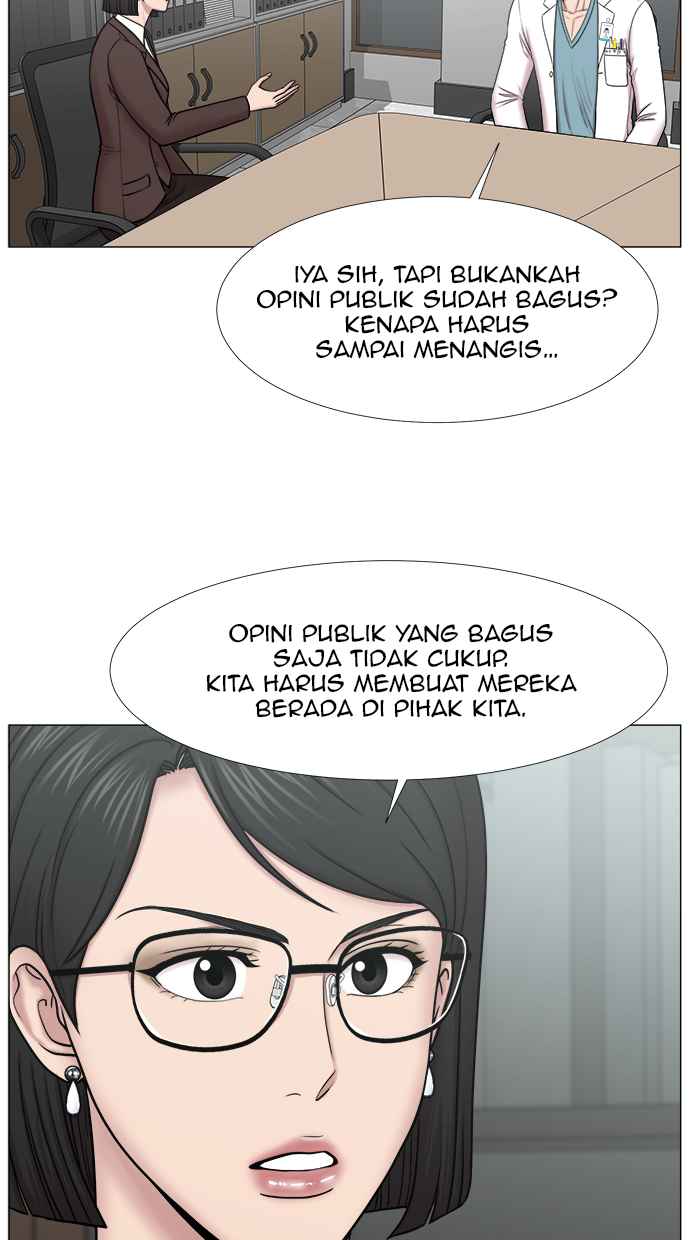 IYA SIH, TAPI BUKANKAH
OPINI PUBLIK SUDAH BAGUS?
KENAPA HARUS
SAMPAI MENANGIS...
OPINI PUBLIK YANG BAGUS
SAJA TIDAK CUKUP.
KITA HARUS MEMBUAT MEREKA
BERADA DI PIHAK KITA.